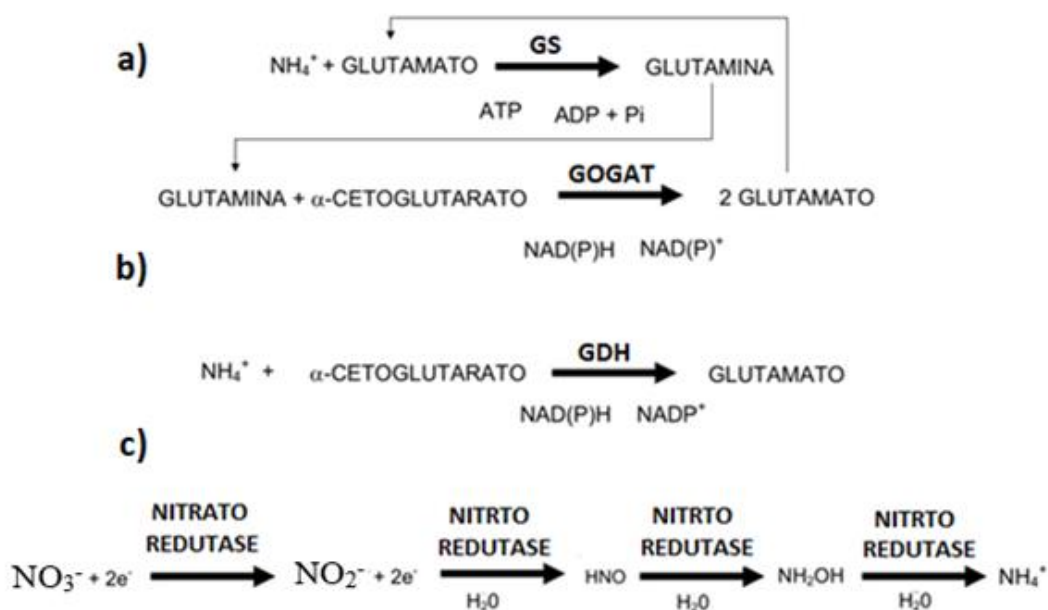 a)
GS
NH₄⁺ + GLUTAMATO GLUTAMINA
ATP ADP + Pi
GOGAT
GLUTAMINA + α-CETOGLUTARATO 2 GLUTAMATO
NAD(P)H NAD(P)⁺
b)
GDH
NH₄⁺ + α-CETOGLUTARATO GLUTAMATO
NAD(P)H NADP⁺
c)
NITRATO NITRTO NITRTO NITRTO
REDUTASE REDUTASE REDUTASE REDUTASE
NO₃⁻ + 2e⁻ NO₂⁻ + 2e⁻ HNO NH₂OH NH₄⁺
H₂0 H₂0 H₂0